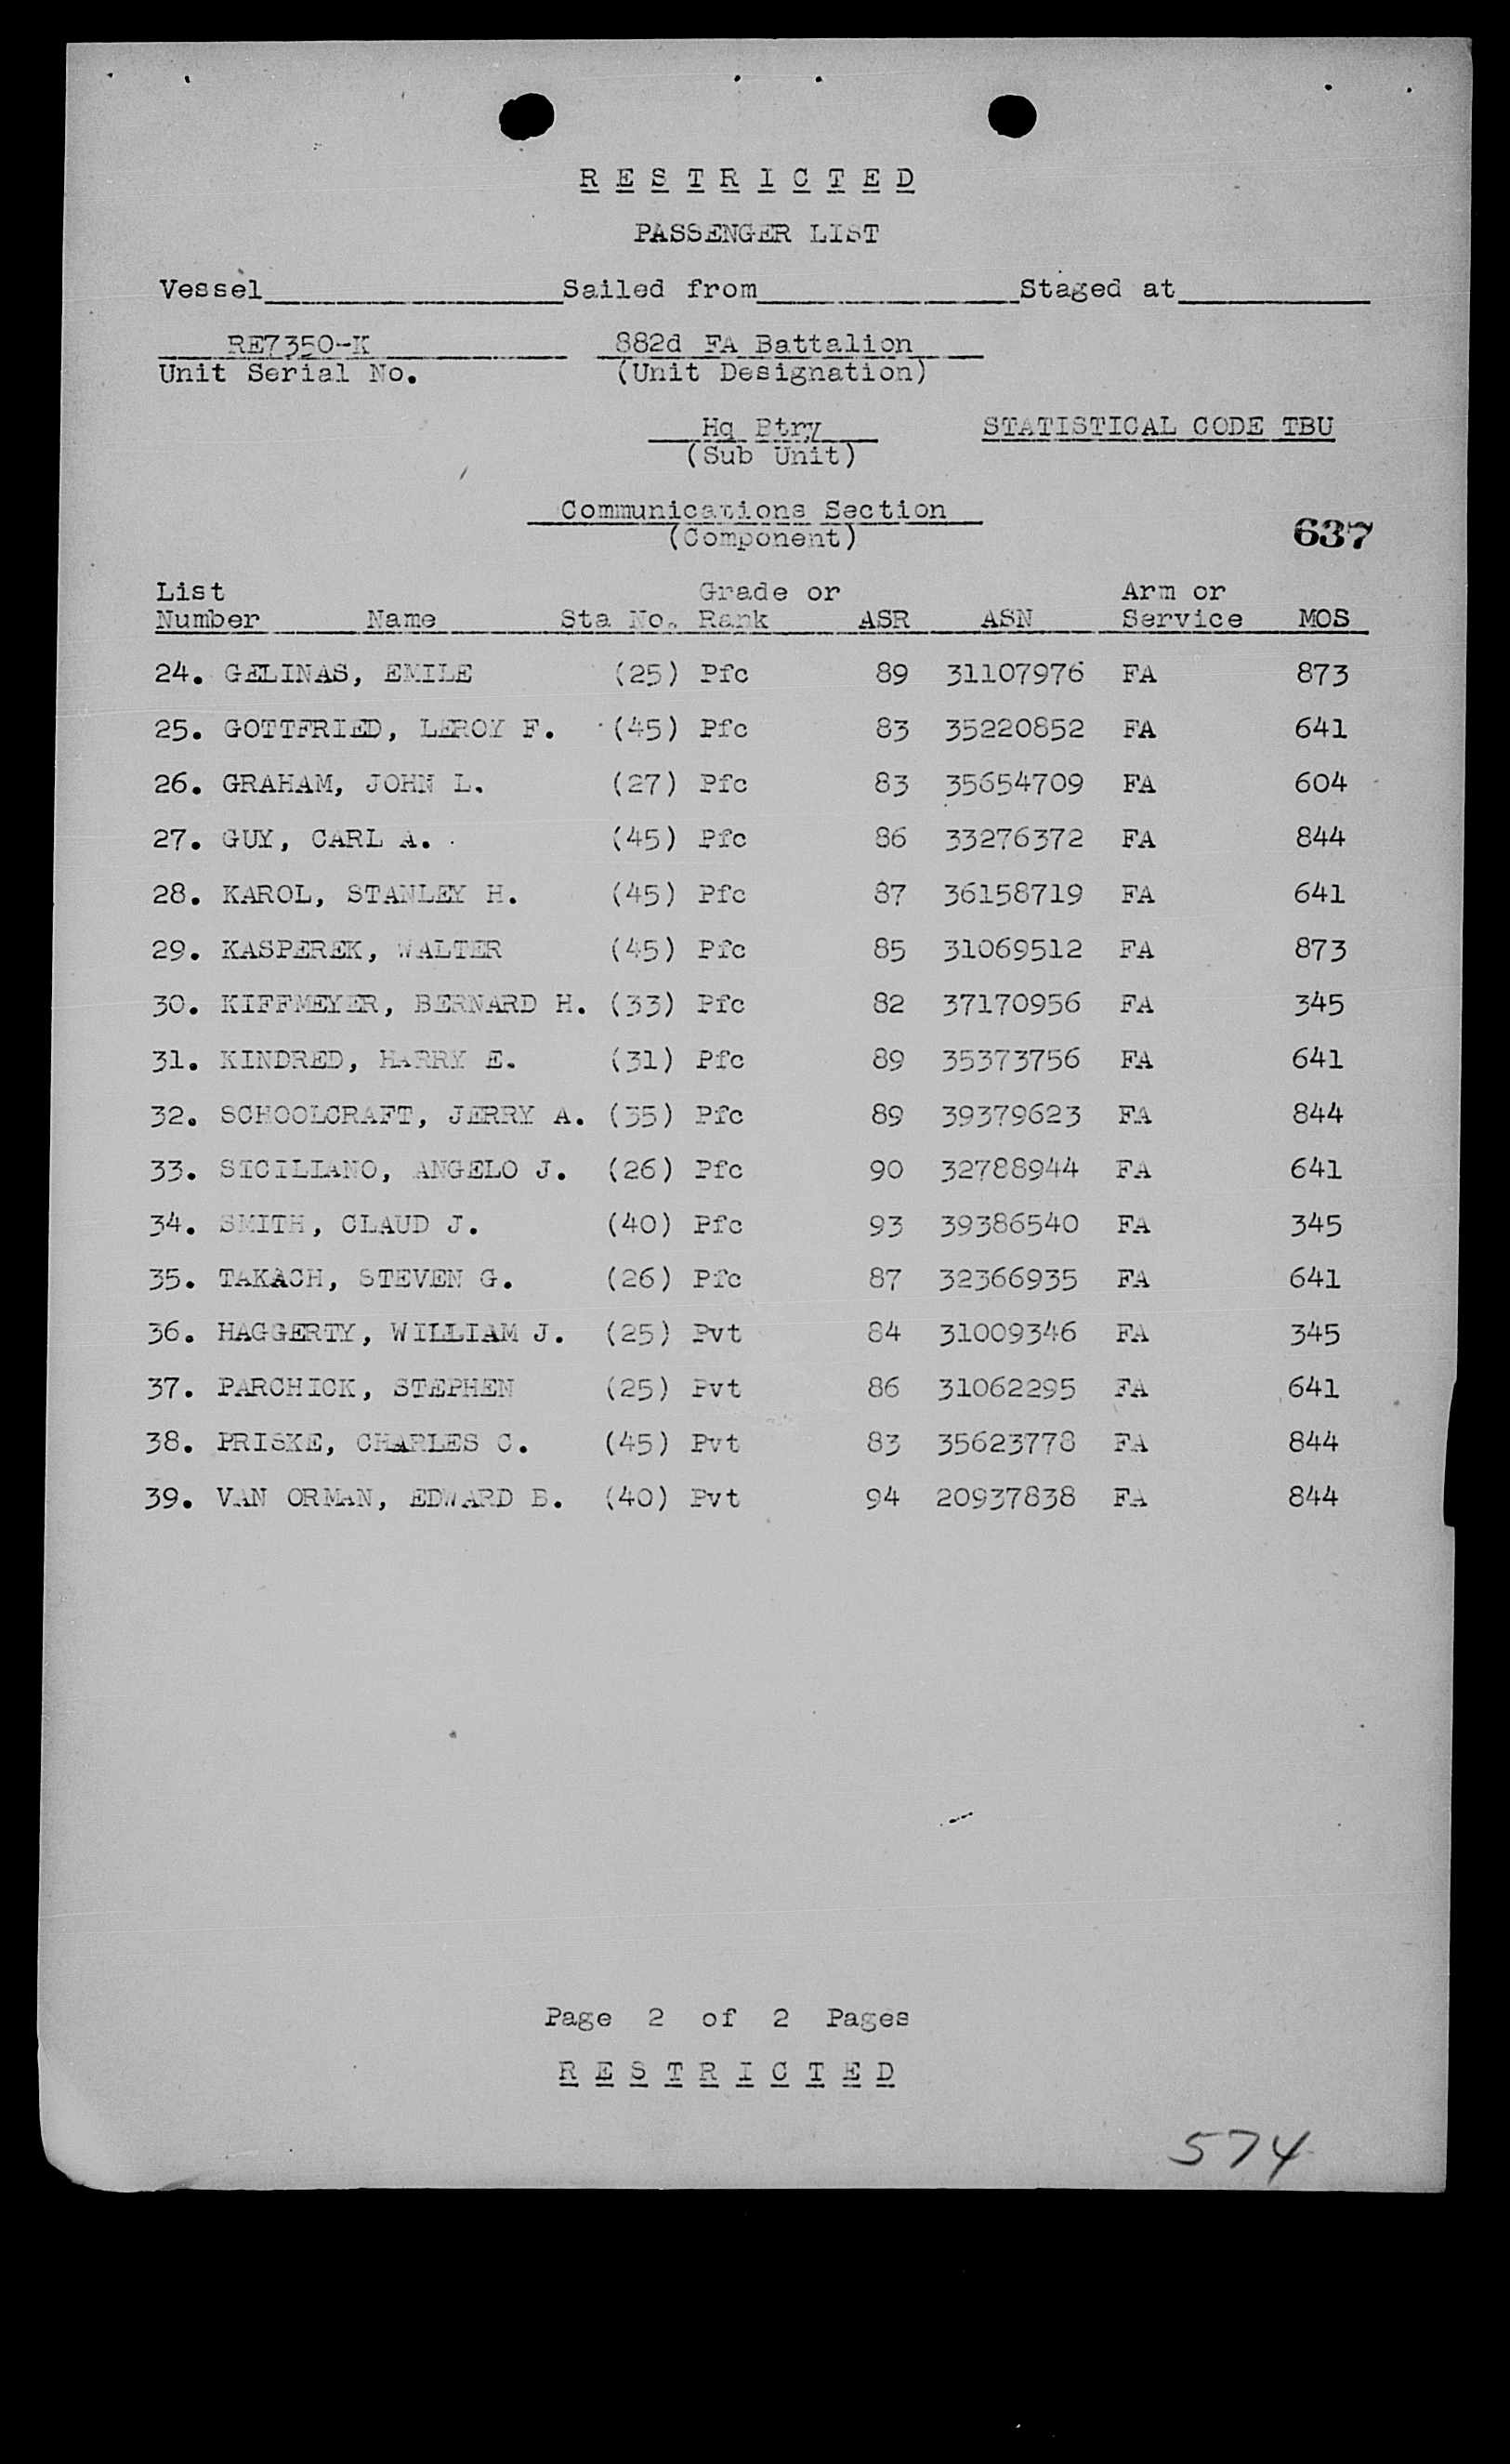 R E S T R I C T E D
PASSENGER LIST
Vessel Sailed from Staged at
RE7350-K 882d FA Battalion
Unit Serial No. (Unit Designation)
Hq Btry STATISTICAL CODE TBU
(Sub Unit)
Communications Section
(Component) 637
List Grade or Arm or
Number Name Sta No. Rank ASR ASN Service MOS
24. GELINAS, EMILE (25) Pfc 89 31107976 FA 873
25. GOTTFRIED, LEROY F. (45) Pfc 83 35220852 FA 641
26. GRAHAM, JOHN L. (27) Pfc 83 35654709 FA 604
27. GUY, CARL A. (45) Pfc 86 33276372 FA 844
28. KAROL, STANLEY H. (45) Pfc 87 36158719 FA 641
29. KASPEREK, WALTER (45) Pfc 85 31069512 FA 873
30. KIFFMEYER, BERNARD H. (33) Pfc 82 37170956 FA 345
31. KINDRED, HARRY E. (31) Pfc 89 35373756 FA 641
32. SCHOOLCRAFT, JERRY A. (35) Pfc 89 39379623 FA 844
33. SICILIANO, ANGELO J. (26) Pfc 90 32788944 FA 641
34. SMITH, CLAUD J. (40) Pfc 93 39386540 FA 345
35. TAKACH, STEVEN G. (26) Pfc 87 32366935 FA 641
36. HAGGERTY, WILLIAM J. (25) Pvt 84 31009346 FA 345
37. PARCHICK, STEPHEN (25) Pvt 86 31062295 FA 641
38. PRISKE, CHARLES C. (45) Pvt 83 35623778 FA 844
39. VAN ORMAN, EDWARD B. (40) Pvt 94 20937838 FA 844
Page 2 of 2 Pages
R E S T R I C T E D
574